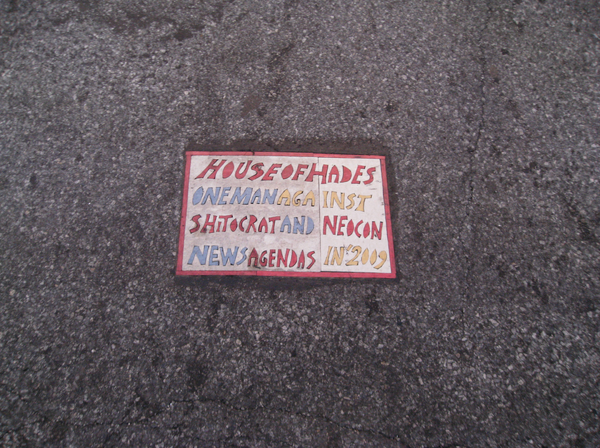 HOUSE OF HADES
ONE MAN AGAINST
SHiTOCRAT AND NEOCON
NEWS AGENDAS IN 2009